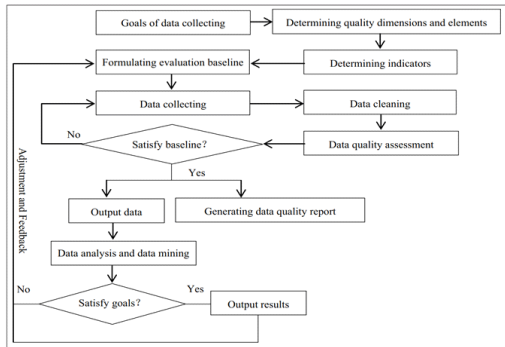 Goals of data collecting
Determining quality dimensions and elements
Formulating evaluation baseline
Determining indicators
Data collecting
Data cleaning
No
Satisfy baseline?
Data quality assessment
Yes
Adjustment and Feedback
Output data
Generating data quality report
Data analysis and data mining
No
Satisfy goals?
Yes
Output results